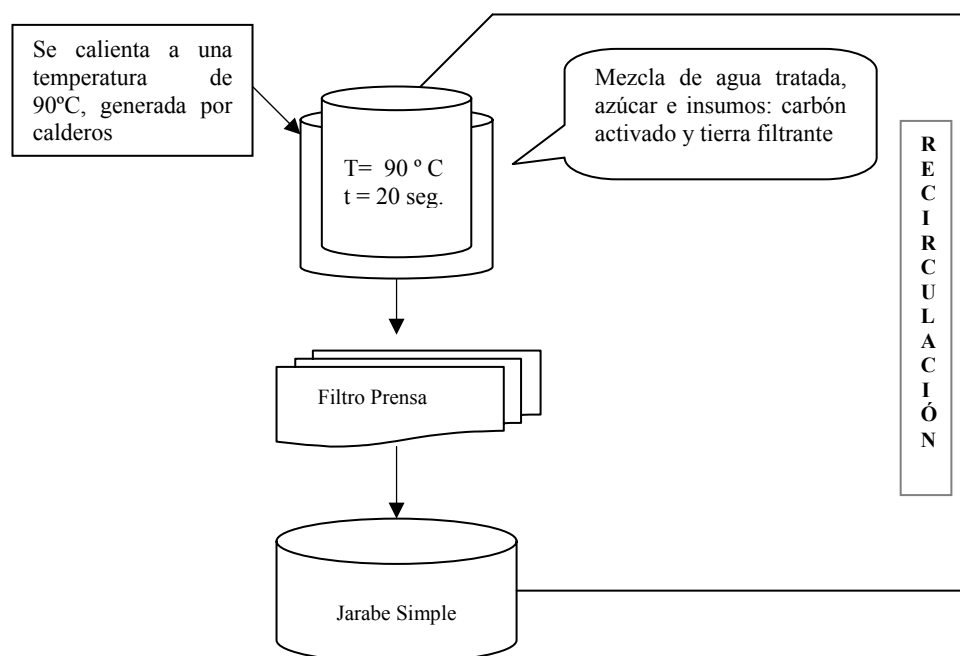 Se calienta a una
temperatura de
90ºC, generada por
calderos
Mezcla de agua tratada,
azúcar e insumos: carbón
activado y tierra filtrante
T= 90 º C
t = 20 seg.
RECIRCULACIÓN
Filtro Prensa
Jarabe Simple